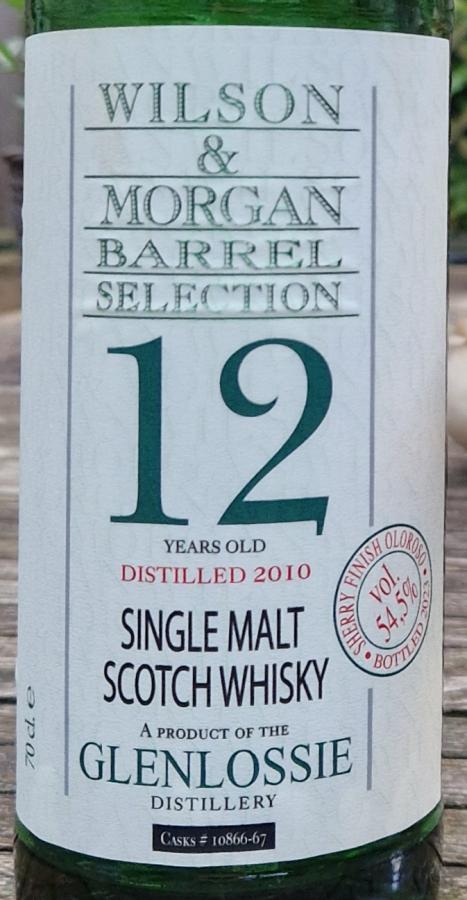 WILSON
&
MORGAN
BARREL
SELECTION
12
YEARS OLD
DISTILLED 2010
SHERRY FINISH OLOROSO
vol.
54,5%
• BOTTLED 2023 •
SINGLE MALT
SCOTCH WHISKY
A PRODUCT OF THE
GLENLOSSIE
DISTILLERY
CASKS # 10866-67
70 cl. e